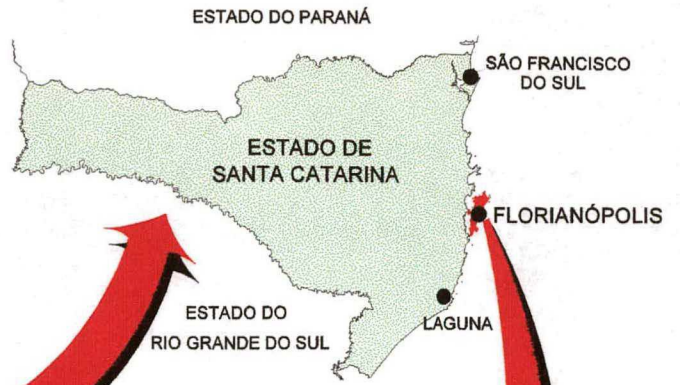 ESTADO DO PARANÁ
SÃO FRANCISCO
DO SUL
ESTADO DE
SANTA CATARINA
FLORIANÓPOLIS
LAGUNA
ESTADO DO
RIO GRANDE DO SUL